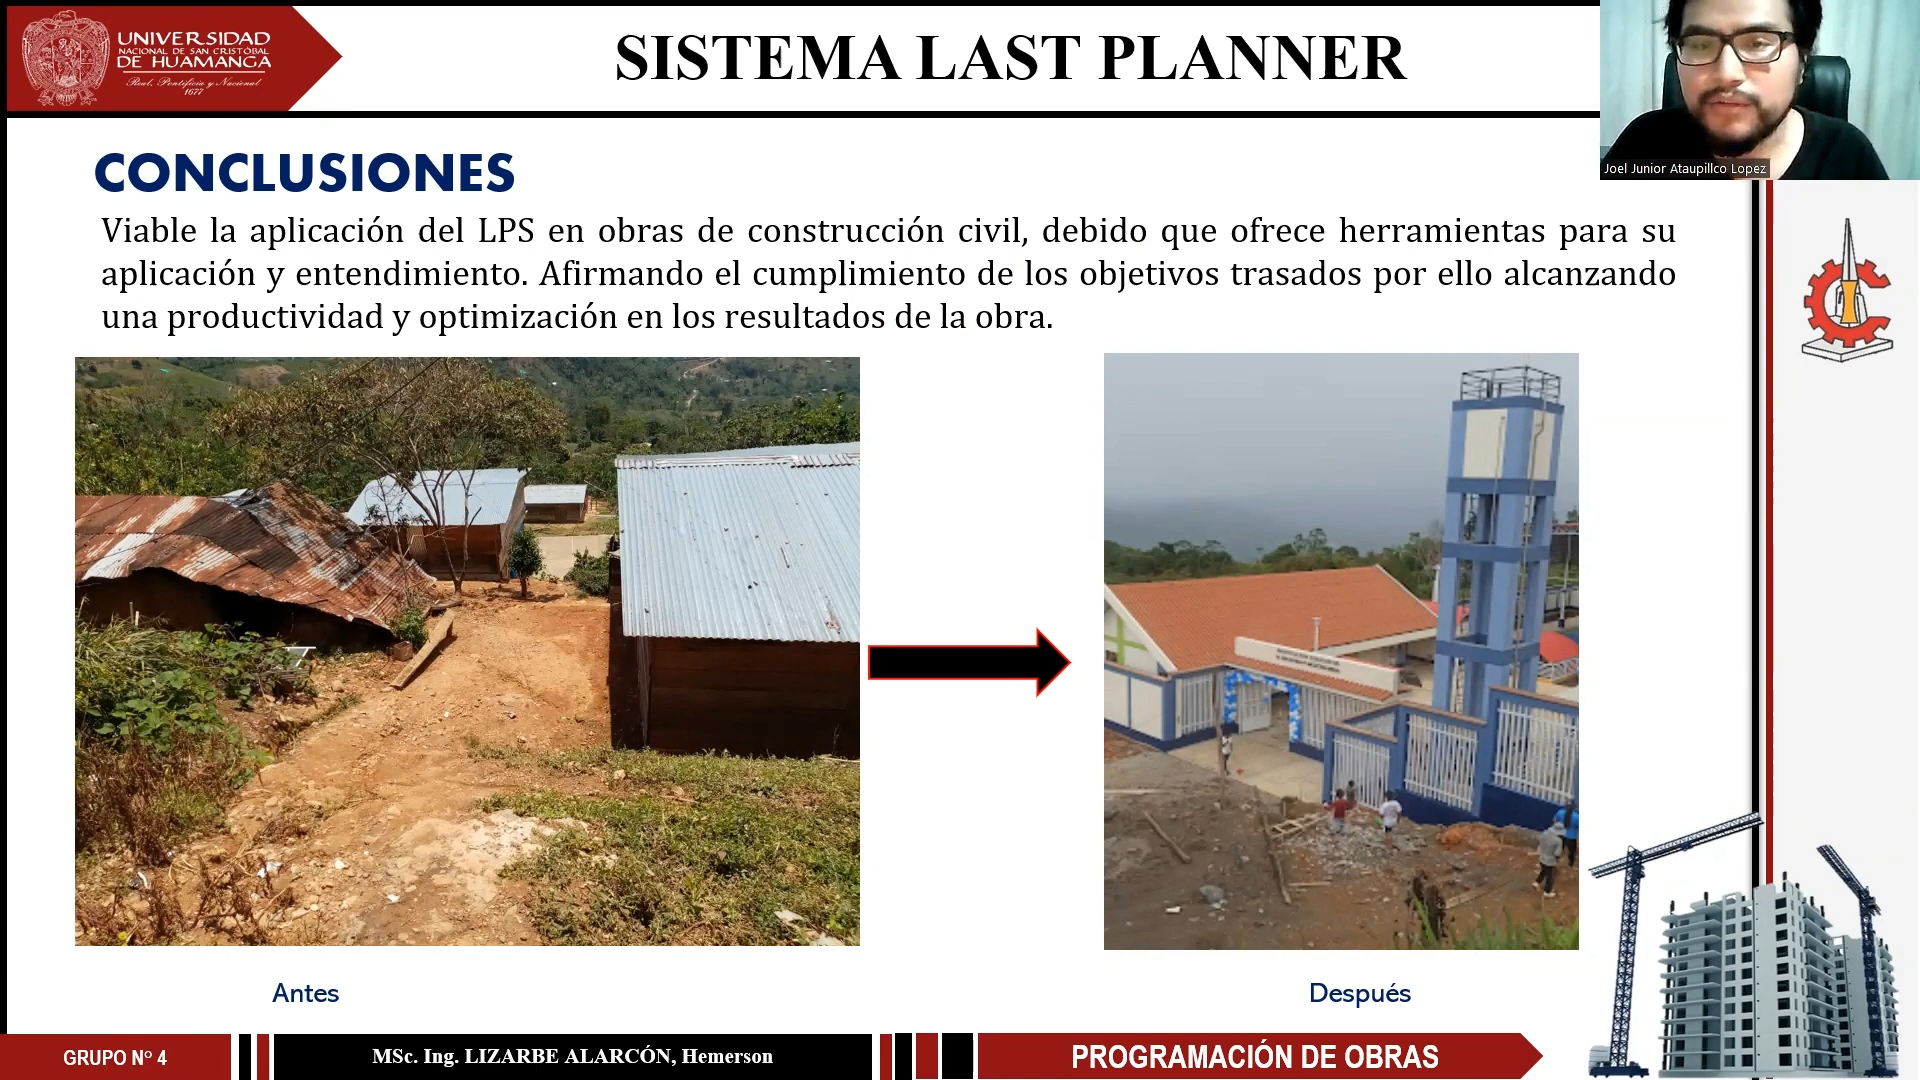 UNIVERSIDAD
NACIONAL DE SAN CRISTÓBAL
DE HUAMANGA
Real, Pontificia y Nacional
1677
SISTEMA LAST PLANNER
Joel Junior Ataupillco Lopez
CONCLUSIONES
Viable la aplicación del LPS en obras de construcción civil, debido que ofrece herramientas para su
aplicación y entendimiento. Afirmando el cumplimiento de los objetivos trasados por ello alcanzando
una productividad y optimización en los resultados de la obra.
Antes
Después
GRUPO Nº 4
MSc. Ing. LIZARBE ALARCÓN, Hemerson
PROGRAMACIÓN DE OBRAS